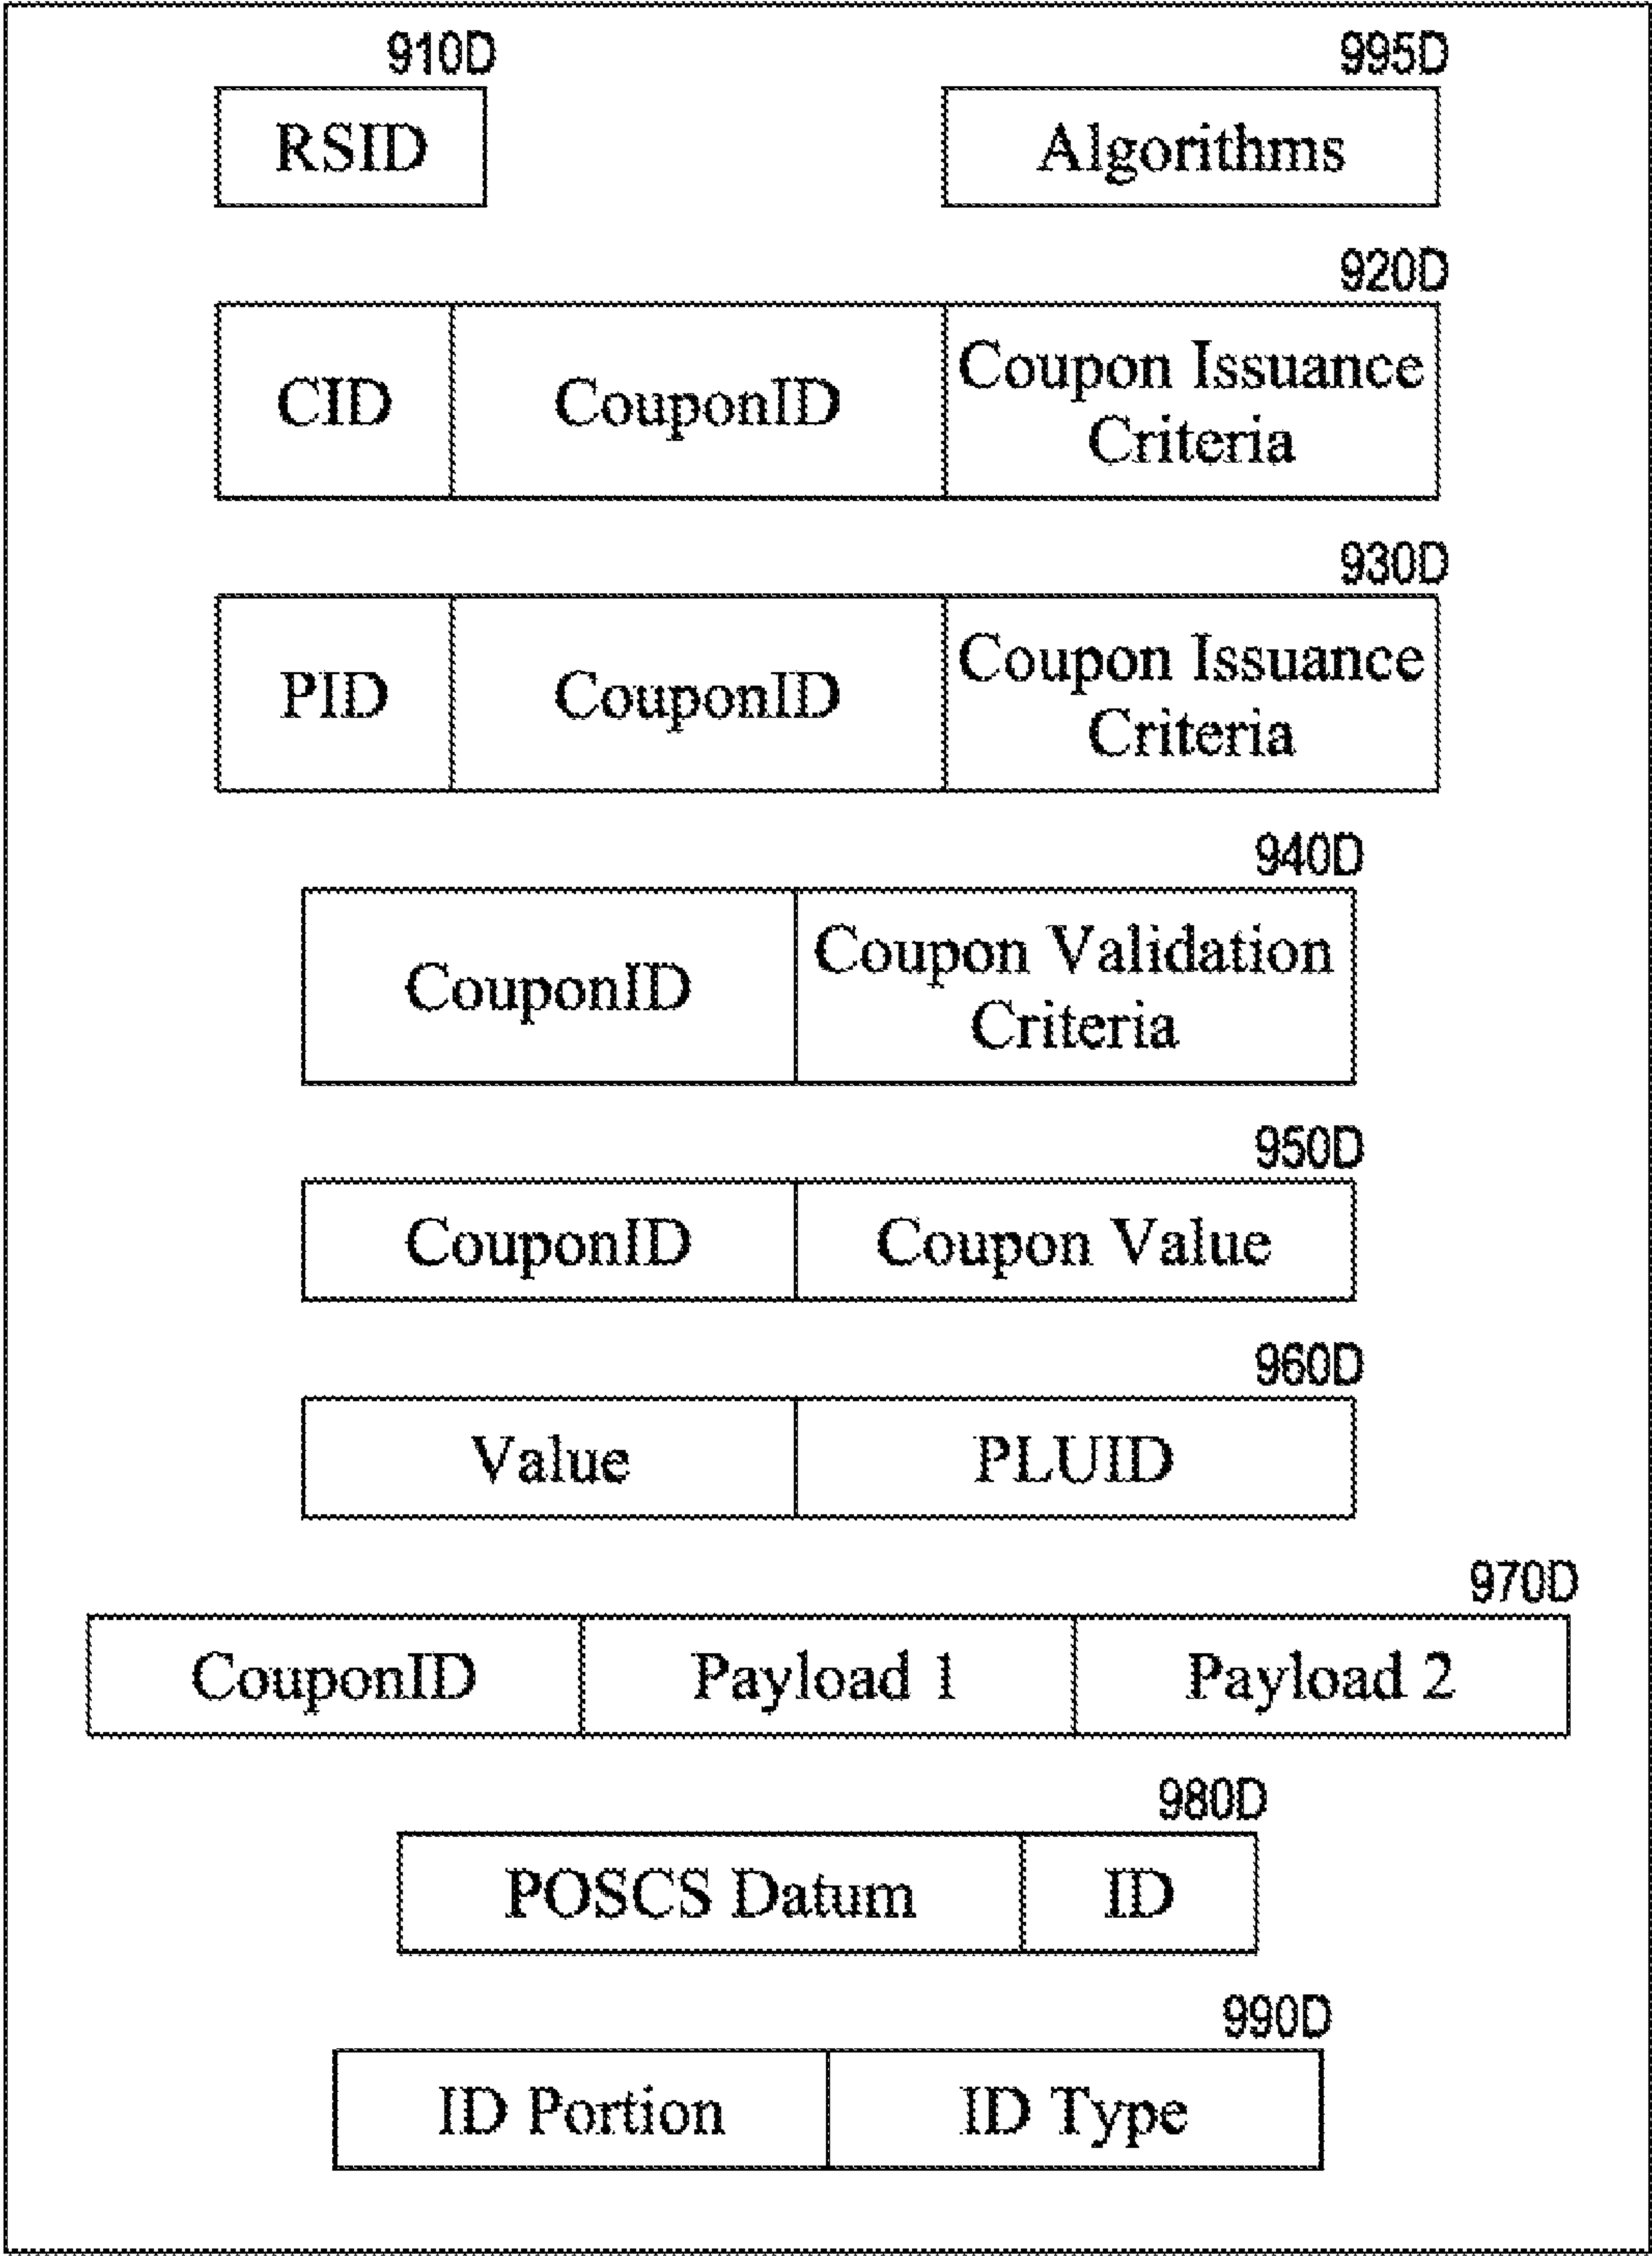 910D 995D
RSID Algorithms
920D
CID CouponID Coupon Issuance
Criteria
930D
PID CouponID Coupon Issuance
Criteria
940D
CouponID Coupon Validation
Criteria
950D
CouponID Coupon Value
960D
Value PLUID
970D
CouponID Payload 1 Payload 2
980D
POSCS Datum ID
990D
ID Portion ID Type